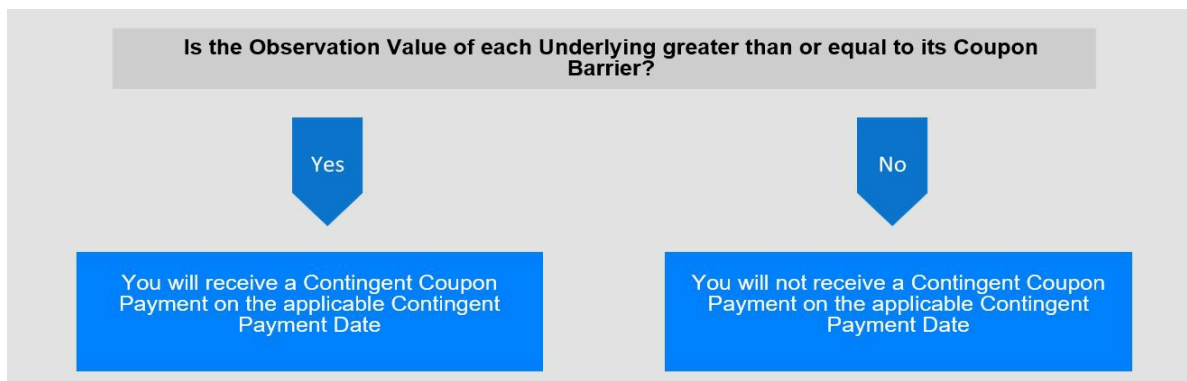 Is the Observation Value of each Underlying greater than or equal to its Coupon
Barrier?
Yes
No
You will receive a Contingent Coupon
Payment on the applicable Contingent
Payment Date
You will not receive a Contingent Coupon
Payment on the applicable Contingent
Payment Date